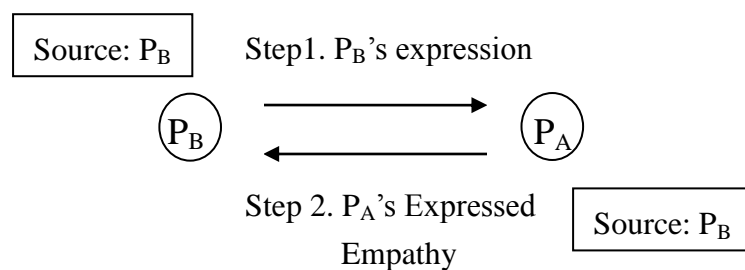 Source: P_B
Step1. P_B’s expression
P_B
P_A
Step 2. P_A’s Expressed
Empathy
Source: P_B